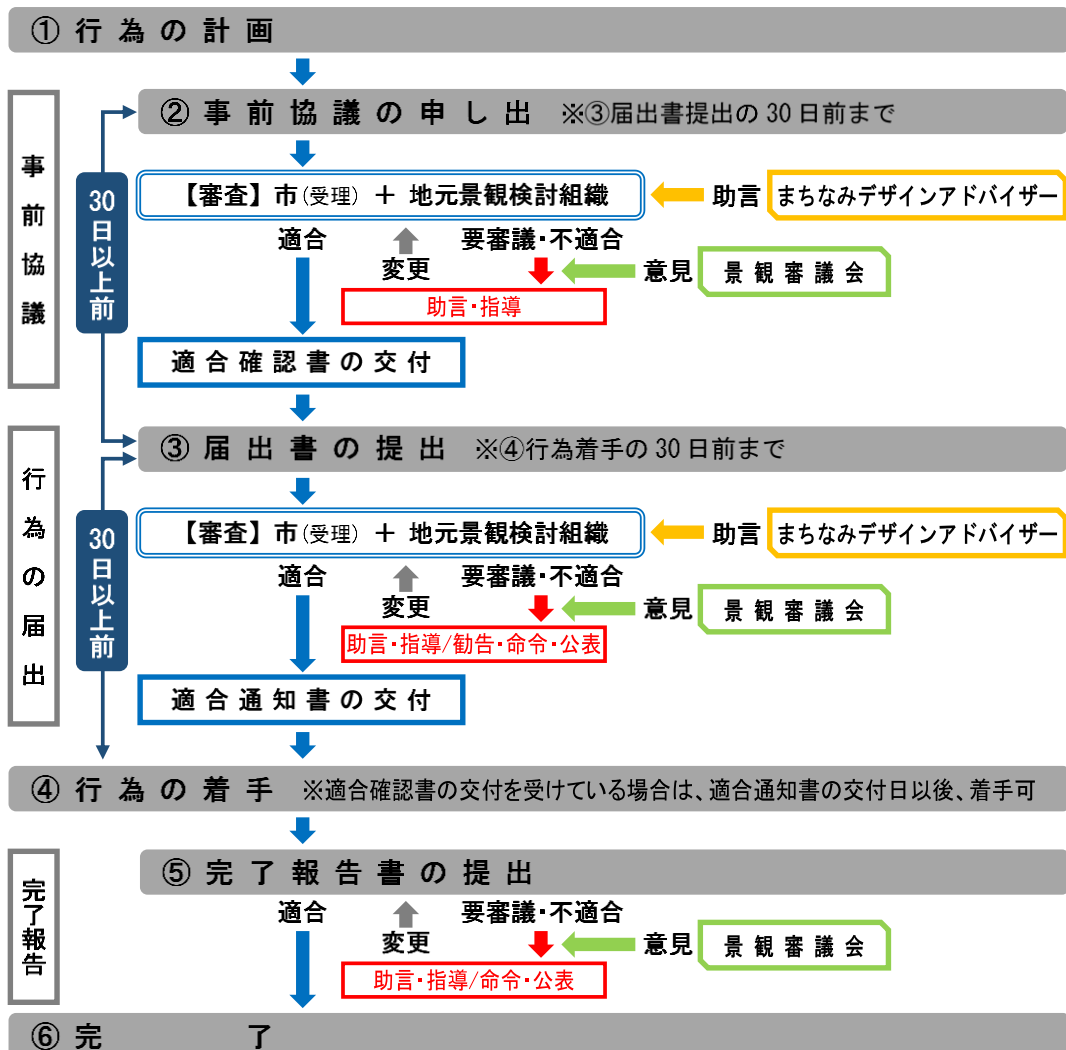 ① 行為の計画
事前協議
30日以上前
② 事前協議の申し出 ※③届出書提出の30日前まで
【審査】市(受理) + 地元景観検討組織
助言 まちなみデザインアドバイザー
適合
変更
要審議・不適合
意見 景観審議会
助言・指導
適合確認書の交付
行為の届出
30日以上前
③ 届出書の提出 ※④行為着手の30日前まで
【審査】市(受理) + 地元景観検討組織
助言 まちなみデザインアドバイザー
適合
変更
要審議・不適合
意見 景観審議会
助言・指導/勧告・命令・公表
適合通知書の交付
④ 行為の着手 ※適合確認書の交付を受けている場合は、適合通知書の交付日以後、着手可
完了報告
⑤ 完了報告書の提出
適合
変更
要審議・不適合
意見 景観審議会
助言・指導/命令・公表
⑥ 完 了